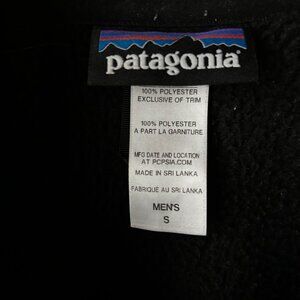 patagonia
100% POLYESTER
EXCLUSIVE OF TRIM
100% POLYESTER
A PART LA GARNITURE
MFG DATE AND LOCATION
AT PCPSIA.COM
MADE IN SRI LANKA
FABRIQUE AU SRI LANKA
MEN'S
S